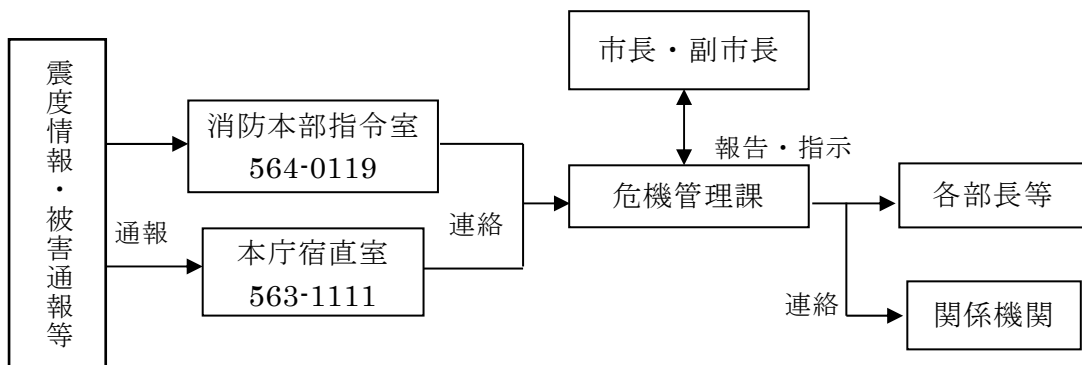 震度情報・被害通報等
通報
消防本部指令室
564-0119
本庁宿直室
563-1111
連絡
市長・副市長
報告・指示
危機管理課
連絡
各部長等
関係機関